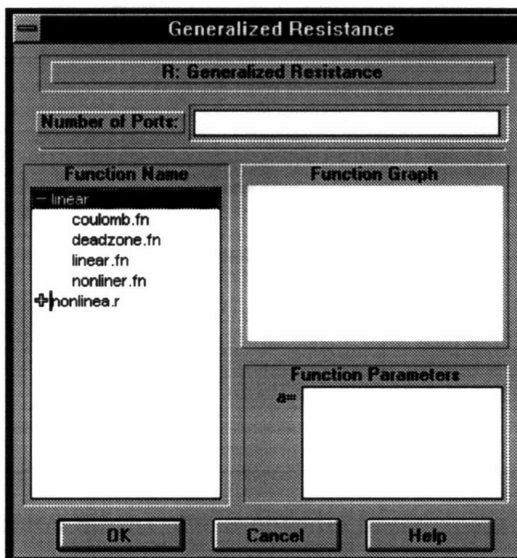 Generalized Resistance
R: Generalized Resistance
Number of Ports:
Function Name
– linear
coulomb.fn
deadzone.fn
linear.fn
nonliner.fn
+nonlinea.r
Function Graph
Function Parameters
a=
OK
Cancel
Help